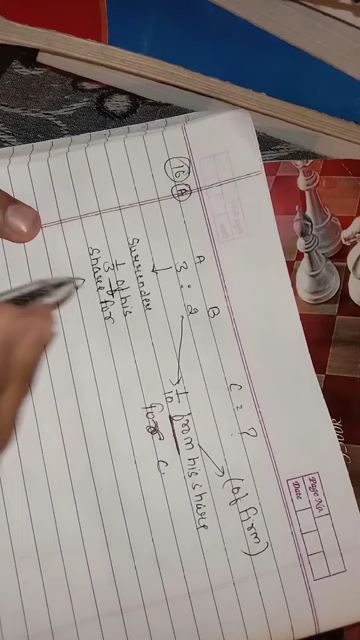 Page No.
Date
16 A
A B C = ?
3 : 2
Surrender
1/3 of his
share for
1/10 from his share
for C.
(of firm)